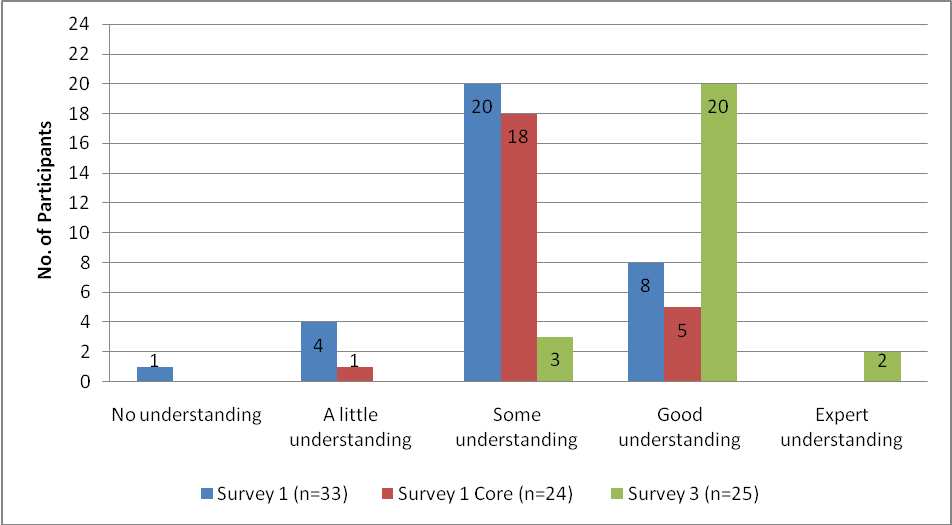 24
22
20
18
16
14
12
10
8
6
4
2
0
No. of Participants
1
4
1
20
18
3
8
5
20
2
No understanding
A little
understanding
Some
understanding
Good
understanding
Expert
understanding
Survey 1 (n=33)
Survey 1 Core (n=24)
Survey 3 (n=25)